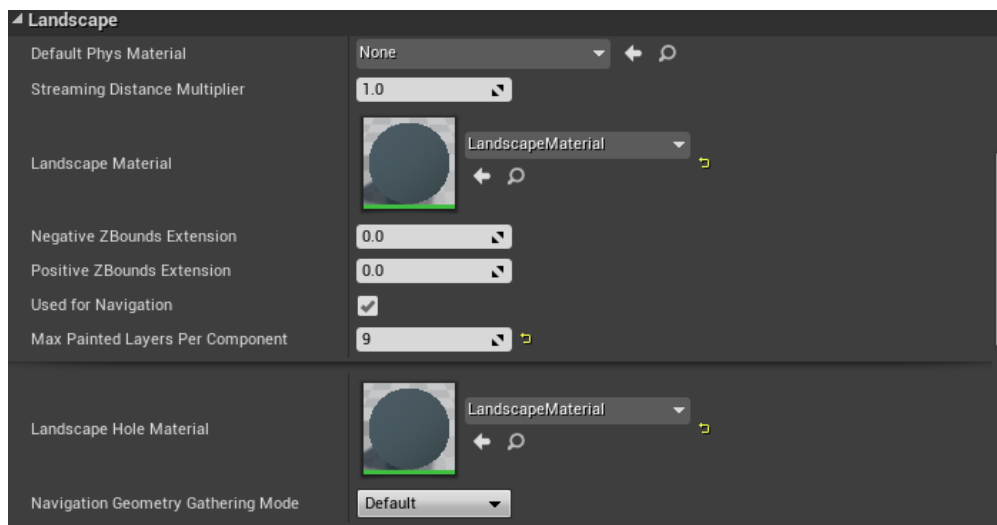 Landscape
Default Phys Material
None
Streaming Distance Multiplier
1.0
Landscape Material
LandscapeMaterial
Negative ZBounds Extension
0.0
Positive ZBounds Extension
0.0
Used for Navigation
Max Painted Layers Per Component
9
Landscape Hole Material
LandscapeMaterial
Navigation Geometry Gathering Mode
Default